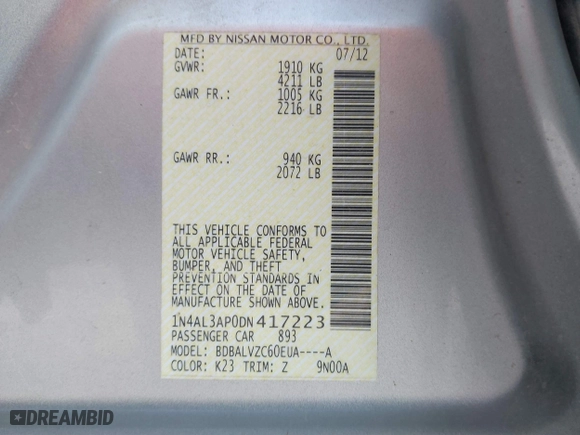 MFD BY NISSAN MOTOR CO., LTD.
DATE: 07/12
GVWR: 1910 KG
4211 LB
GAWR FR.: 1005 KG
2216 LB
GAWR RR.: 940 KG
2072 LB
THIS VEHICLE CONFORMS TO
ALL APPLICABLE FEDERAL
MOTOR VEHICLE SAFETY,
BUMPER, AND THEFT
PREVENTION STANDARDS IN
EFFECT ON THE DATE OF
MANUFACTURE SHOWN ABOVE.
1N4AL3AP0DN417223
PASSENGER CAR 893
MODEL: BDBALVZC60EUA----A
COLOR: K23 TRIM: Z 9N00A
DREAMBID